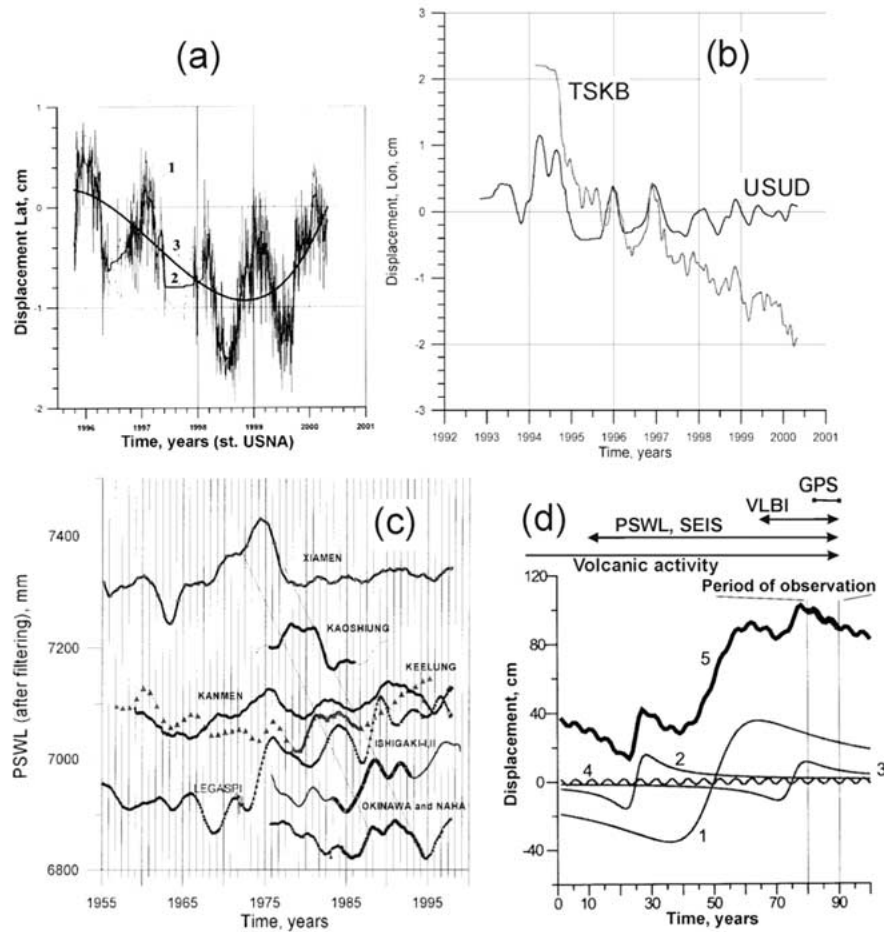 (a)
1
0
-1
-2
Displacement Lat, cm
1
3
2
1996 1997 1998 1999 2000 2001
Time, years (st. USNA)
(b)
3
2
1
0
-1
-2
-3
Displacement, Lon, cm
TSKB
USUD
1992 1993 1994 1995 1996 1997 1998 1999 2000 2001
Time, years
(c)
7400
7200
7000
6800
PSWL (after filtering), mm
XIAMEN
KAOSHIUNG
KEELUNG
KANMEN
ISHIGAKI-I,II
LEGASPI
OKINAWA and NAHA
1955 1965 1975 1985 1995
Time, years
GPS
VLBI
(d)
PSWL, SEIS
Volcanic activity
Period of observation
120
80
40
0
-40
Displacement, cm
5
2
4
3
1
0 10 30 50 70 90
Time, years